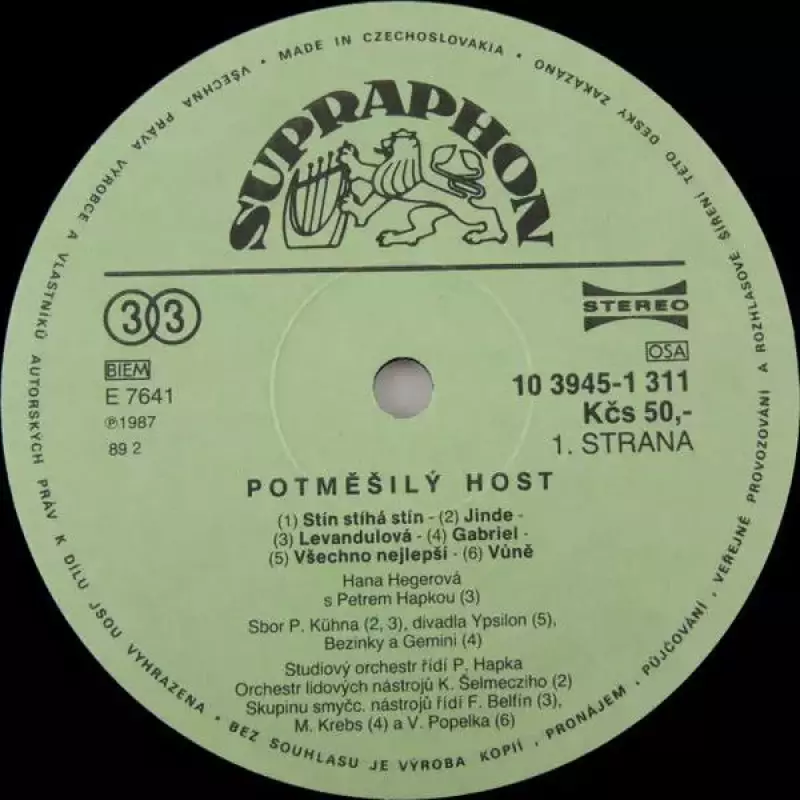 VŠECHNA PRÁVA VÝROBCE A VLASTNÍKŮ AUTORSKÝCH PRÁV K DÍLU JSOU VYHRAZENA • BEZ SOUHLASU JE VÝROBA KOPIÍ, PRONÁJEM, PŮJČOVÁNÍ, VEŘEJNÉ PROVOZOVÁNÍ A ROZHLASOVÉ ŠÍŘENÍ TÉTO DESKY ZAKÁZÁNO • MADE IN CZECHOSLOVAKIA •
SUPRAPHON
33
STEREO
BIEM
OSA
E 7641
10 3945-1 311
℗1987
Kčs 50,-
89 2
1. STRANA
POTMĚŠILÝ HOST
(1) Stín stíhá stín - (2) Jinde -
(3) Levandulová - (4) Gabriel -
(5) Všechno nejlepší - (6) Vůně
Hana Hegerová
s Petrem Hapkou (3)
Sbor P. Kühna (2, 3), divadla Ypsilon (5),
Bezinky a Gemini (4)
Studiový orchestr řídí P. Hapka
Orchestr lidových nástrojů K. Šelmecziho (2)
Skupinu smyčc. nástrojů řídí F. Belfín (3),
M. Krebs (4) a V. Popelka (6)